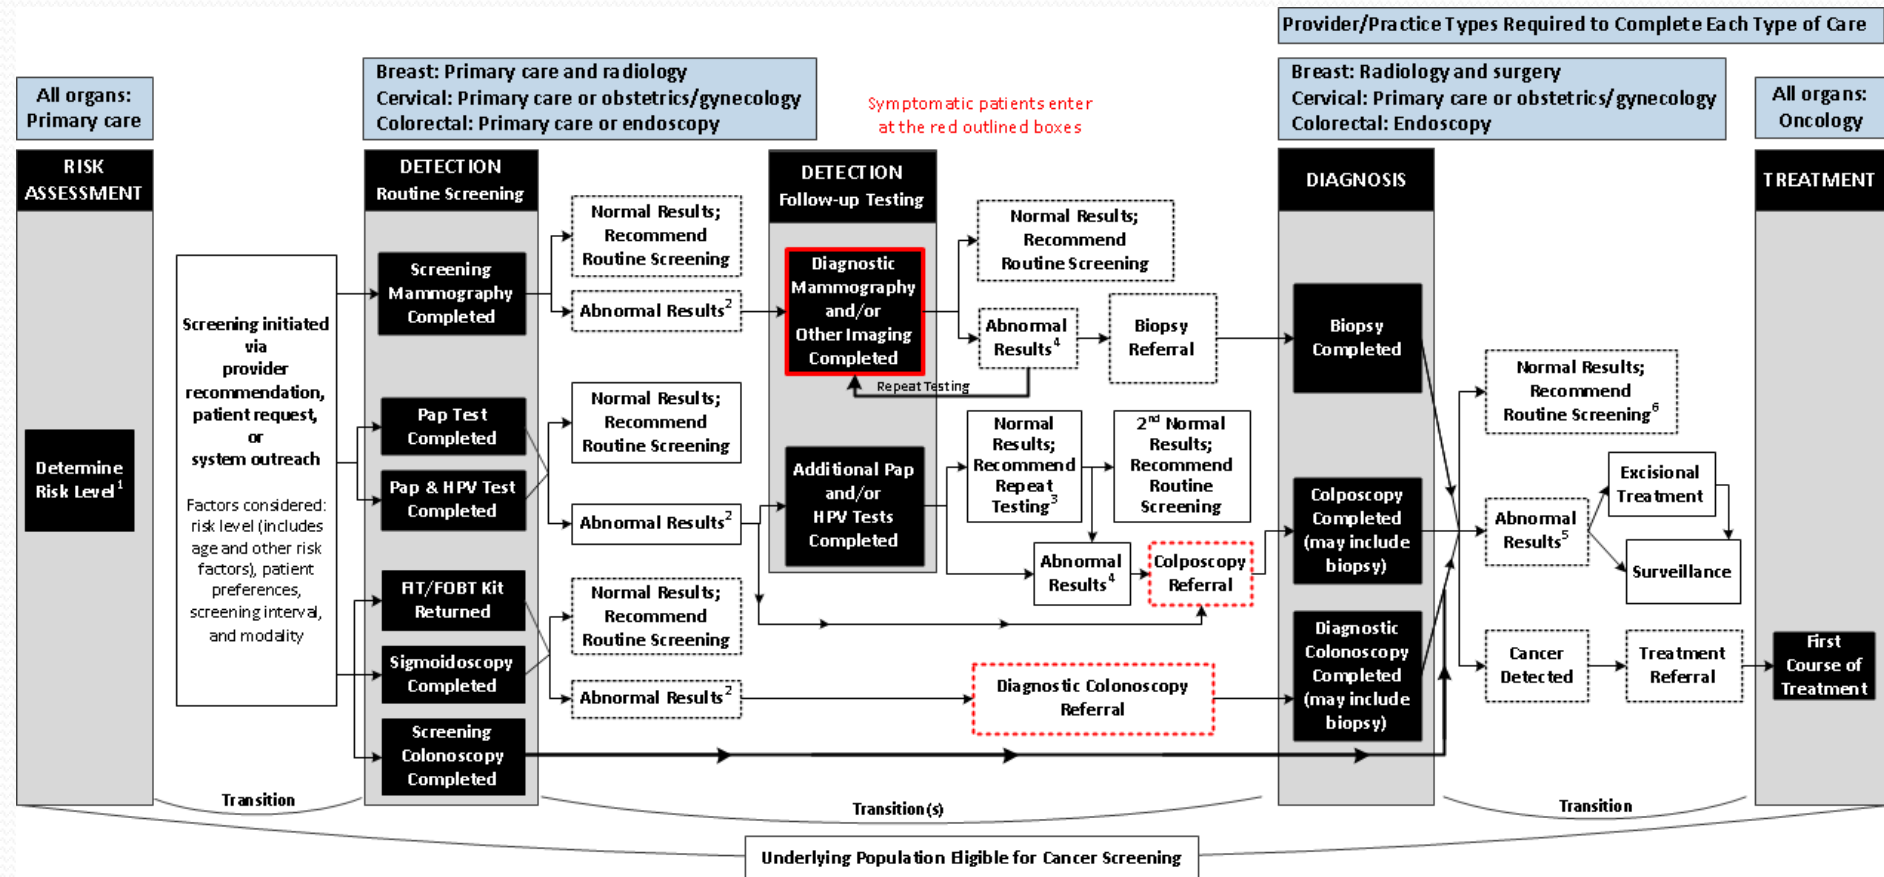 Provider/Practice Types Required to Complete Each Type of Care
All organs:
Primary care
Breast: Primary care and radiology
Cervical: Primary care or obstetrics/gynecology
Colorectal: Primary care or endoscopy
Symptomatic patients enter
at the red outlined boxes
Breast: Radiology and surgery
Cervical: Primary care or obstetrics/gynecology
Colorectal: Endoscopy
All organs:
Oncology
RISK
ASSESSMENT
Determine
Risk Level1
Screening initiated
via
provider
recommendation,
patient request,
or
system outreach
Factors considered:
risk level (includes
age and other risk
factors), patient
preferences,
screening interval,
and modality
DETECTION
Routine Screening
Screening
Mammography
Completed
Pap Test
Completed
Pap & HPV Test
Completed
FIT/FOBT Kit
Returned
Sigmoidoscopy
Completed
Screening
Colonoscopy
Completed
Normal Results;
Recommend
Routine Screening
Abnormal Results2
Normal Results;
Recommend
Routine Screening
Abnormal Results2
Normal Results;
Recommend
Routine Screening
Abnormal Results2
DETECTION
Follow-up Testing
Diagnostic
Mammography
and/or
Other Imaging
Completed
Repeat Testing
Additional Pap
and/or
HPV Tests
Completed
Normal Results;
Recommend
Routine Screening
Abnormal
Results4
Biopsy
Referral
Normal
Results;
Recommend
Repeat
Testing3
2nd Normal
Results;
Recommend
Routine
Screening
Abnormal
Results4
Colposcopy
Referral
Diagnostic Colonoscopy
Referral
DIAGNOSIS
Biopsy
Completed
Colposcopy
Completed
(may include
biopsy)
Diagnostic
Colonoscopy
Completed
(may include
biopsy)
Normal Results;
Recommend
Routine Screening6
Abnormal
Results5
Excisional
Treatment
Surveillance
Cancer
Detected
Treatment
Referral
TREATMENT
First
Course of
Treatment
Transition
Transition(s)
Transition
Underlying Population Eligible for Cancer Screening